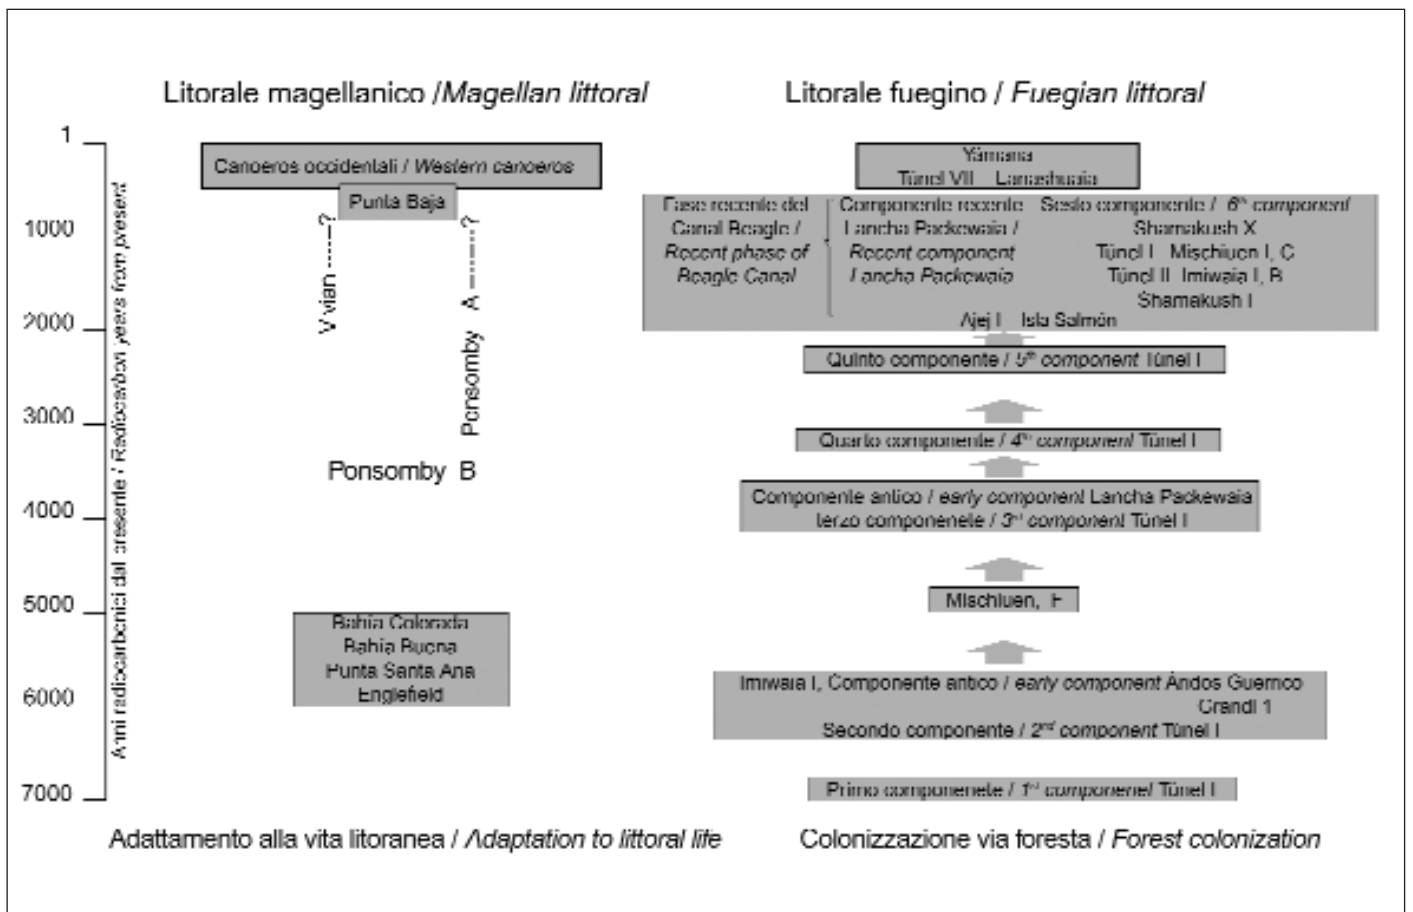 Litorale magellanico / Magellan littoral
Litorale fuegino / Fuegian littoral
1
1000
2000
3000
4000
5000
6000
7000
Anni radiocarbonici dal presente / Radiocarbon years from present
Canoeros occidentali / Western canoeros
Punta Baja
Vivian ------?
Ponsomby A ------?
Ponsomby B
Bahía Colorada
Bahía Buena
Punta Santa Ana
Englefield
Adattamento alla vita litoranea / Adaptation to littoral life
Yámana
Túnel VII Lanashuaia
Fase recente del
Canal Beagle /
Recent phase of
Beagle Canal
Componente recente
Lancha Packewaia /
Recent component
Lancha Packewaia
Sesto componente / 6th component
Shamakush X
Túnel I Mischiuen I, C
Túnel II Imiwaia I, B
Shamakush I
Ajej I Isla Salmón
Quinto componente / 5th component Túnel I
Quarto componente / 4th component Túnel I
Componente antico / early component Lancha Packewaia
terzo componenete / 3rd component Túnel I
Mischiuen, F
Imiwaia I, Componente antico / early component Ándos Guerrico
Grandi 1
Secondo componente / 2nd component Túnel I
Primo componenete / 1st componenet Túnel I
Colonizzazione via foresta / Forest colonization